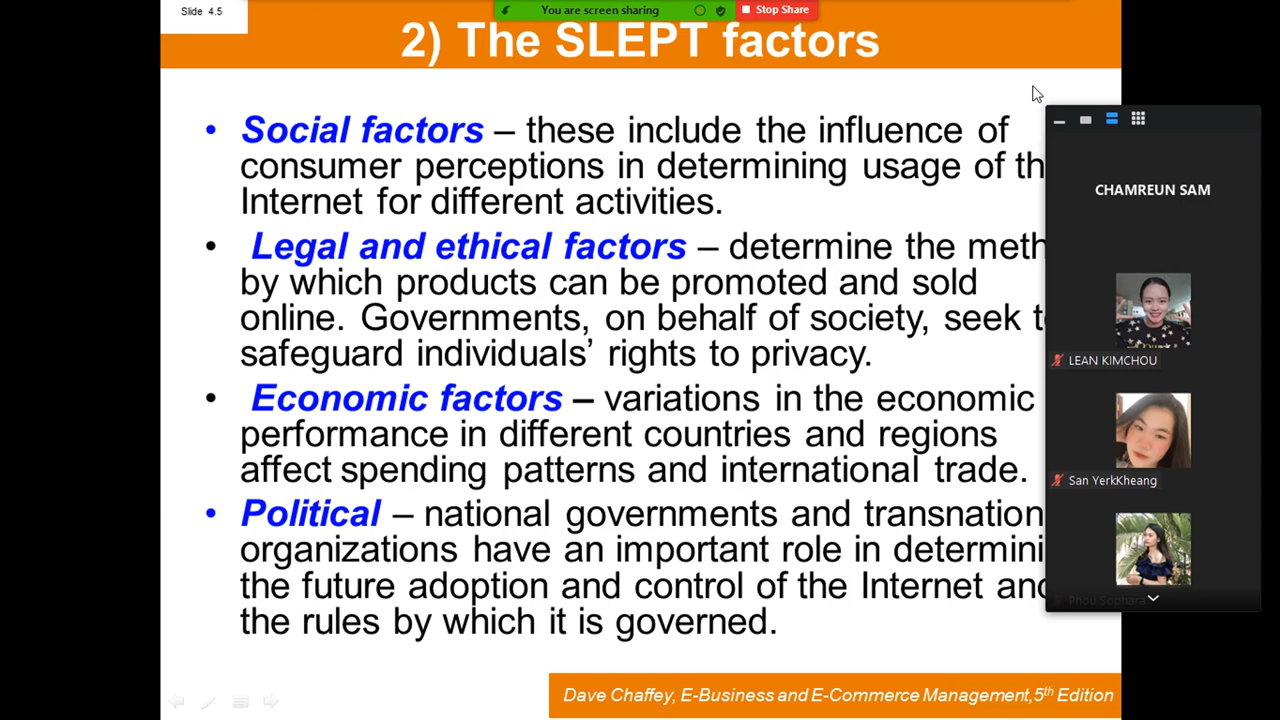 Slide 4.5
You are screen sharing
Stop Share
2) The SLEPT factors
• Social factors – these include the influence of
consumer perceptions in determining usage of th
Internet for different activities.
• Legal and ethical factors – determine the meth
by which products can be promoted and sold
online. Governments, on behalf of society, seek t
safeguard individuals’ rights to privacy.
• Economic factors – variations in the economic
performance in different countries and regions
affect spending patterns and international trade.
• Political – national governments and transnation
organizations have an important role in determini
the future adoption and control of the Internet and
the rules by which it is governed.
Dave Chaffey, E-Business and E-Commerce Management,5th Edition
CHAMREUN SAM
LEAN KIMCHOU
San YerkKheang
Phou Sophara